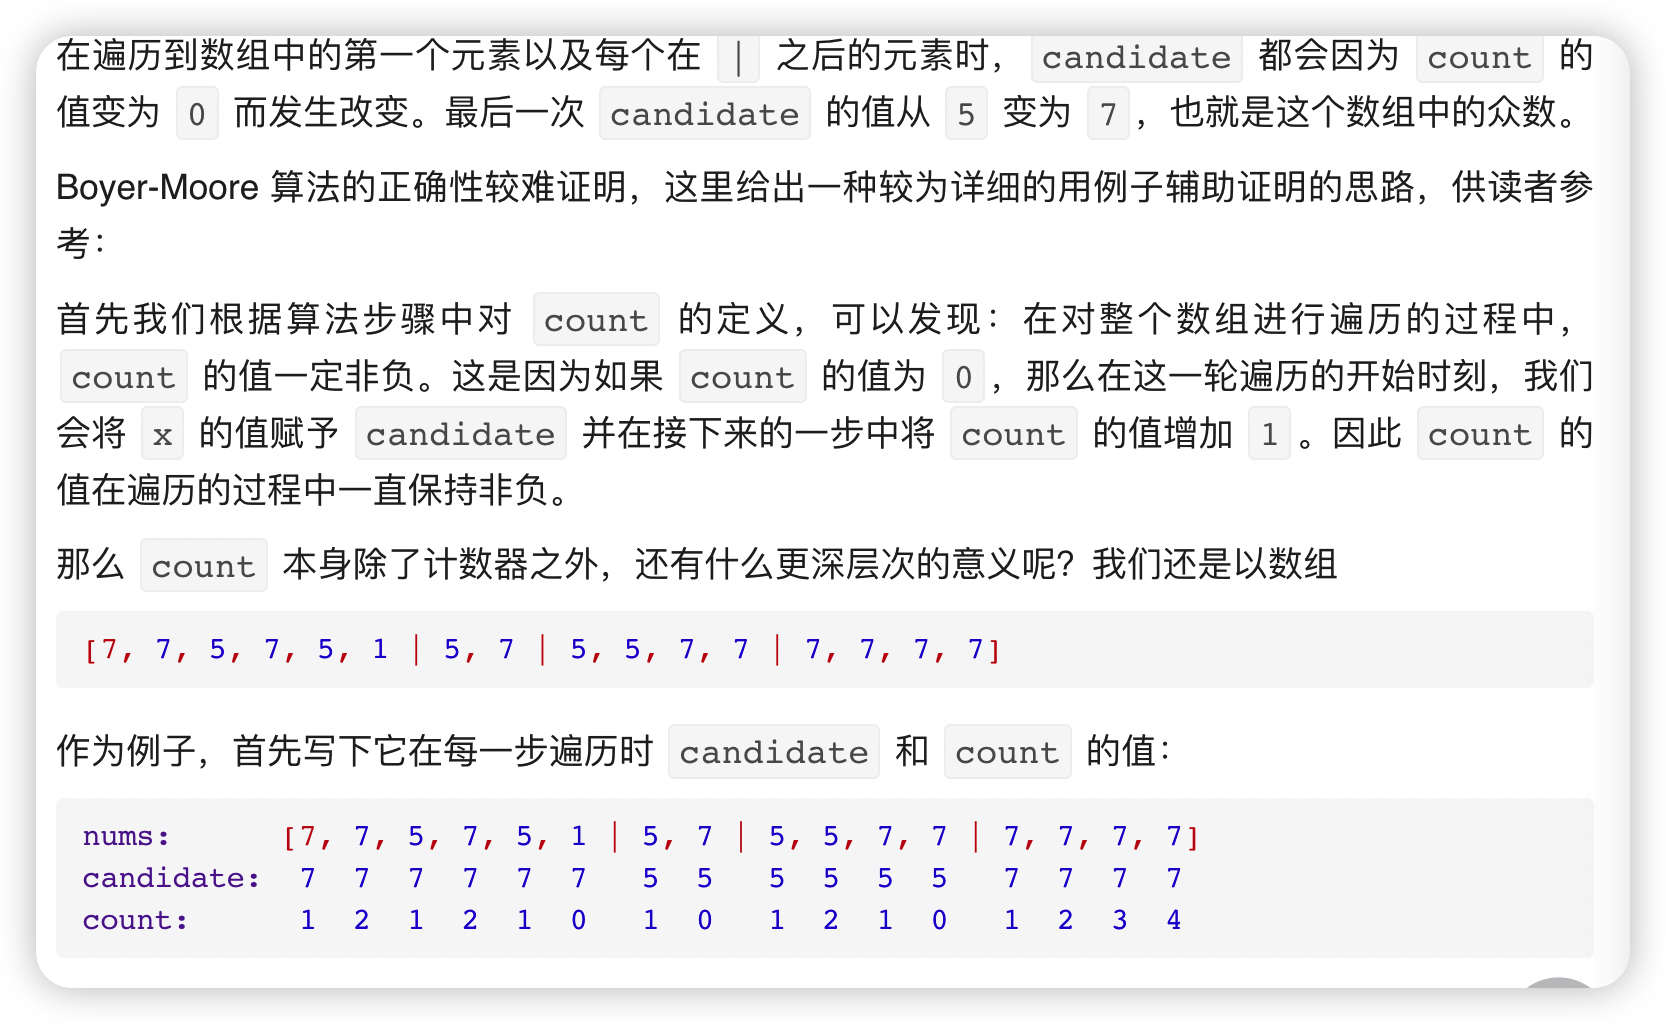 在遍历到数组中的第一个元素以及每个在 | 之后的元素时， candidate 都会因为 count 的
值变为 0 而发生改变。最后一次 candidate 的值从 5 变为 7 ，也就是这个数组中的众数。
Boyer-Moore 算法的正确性较难证明，这里给出一种较为详细的用例子辅助证明的思路，供读者参
考：
首先我们根据算法步骤中对 count 的定义，可以发现：在对整个数组进行遍历的过程中，
count 的值一定非负。这是因为如果 count 的值为 0 ，那么在这一轮遍历的开始时刻，我们
会将 x 的值赋予 candidate 并在接下来的一步中将 count 的值增加 1 。因此 count 的
值在遍历的过程中一直保持非负。
那么 count 本身除了计数器之外，还有什么更深层次的意义呢？我们还是以数组
[7, 7, 5, 7, 5, 1 | 5, 7 | 5, 5, 7, 7 | 7, 7, 7, 7]
作为例子，首先写下它在每一步遍历时 candidate 和 count 的值：
nums: [7, 7, 5, 7, 5, 1 | 5, 7 | 5, 5, 7, 7 | 7, 7, 7, 7]
candidate: 7 7 7 7 7 7 5 5 5 5 5 5 7 7 7 7
count: 1 2 1 2 1 0 1 0 1 2 1 0 1 2 3 4